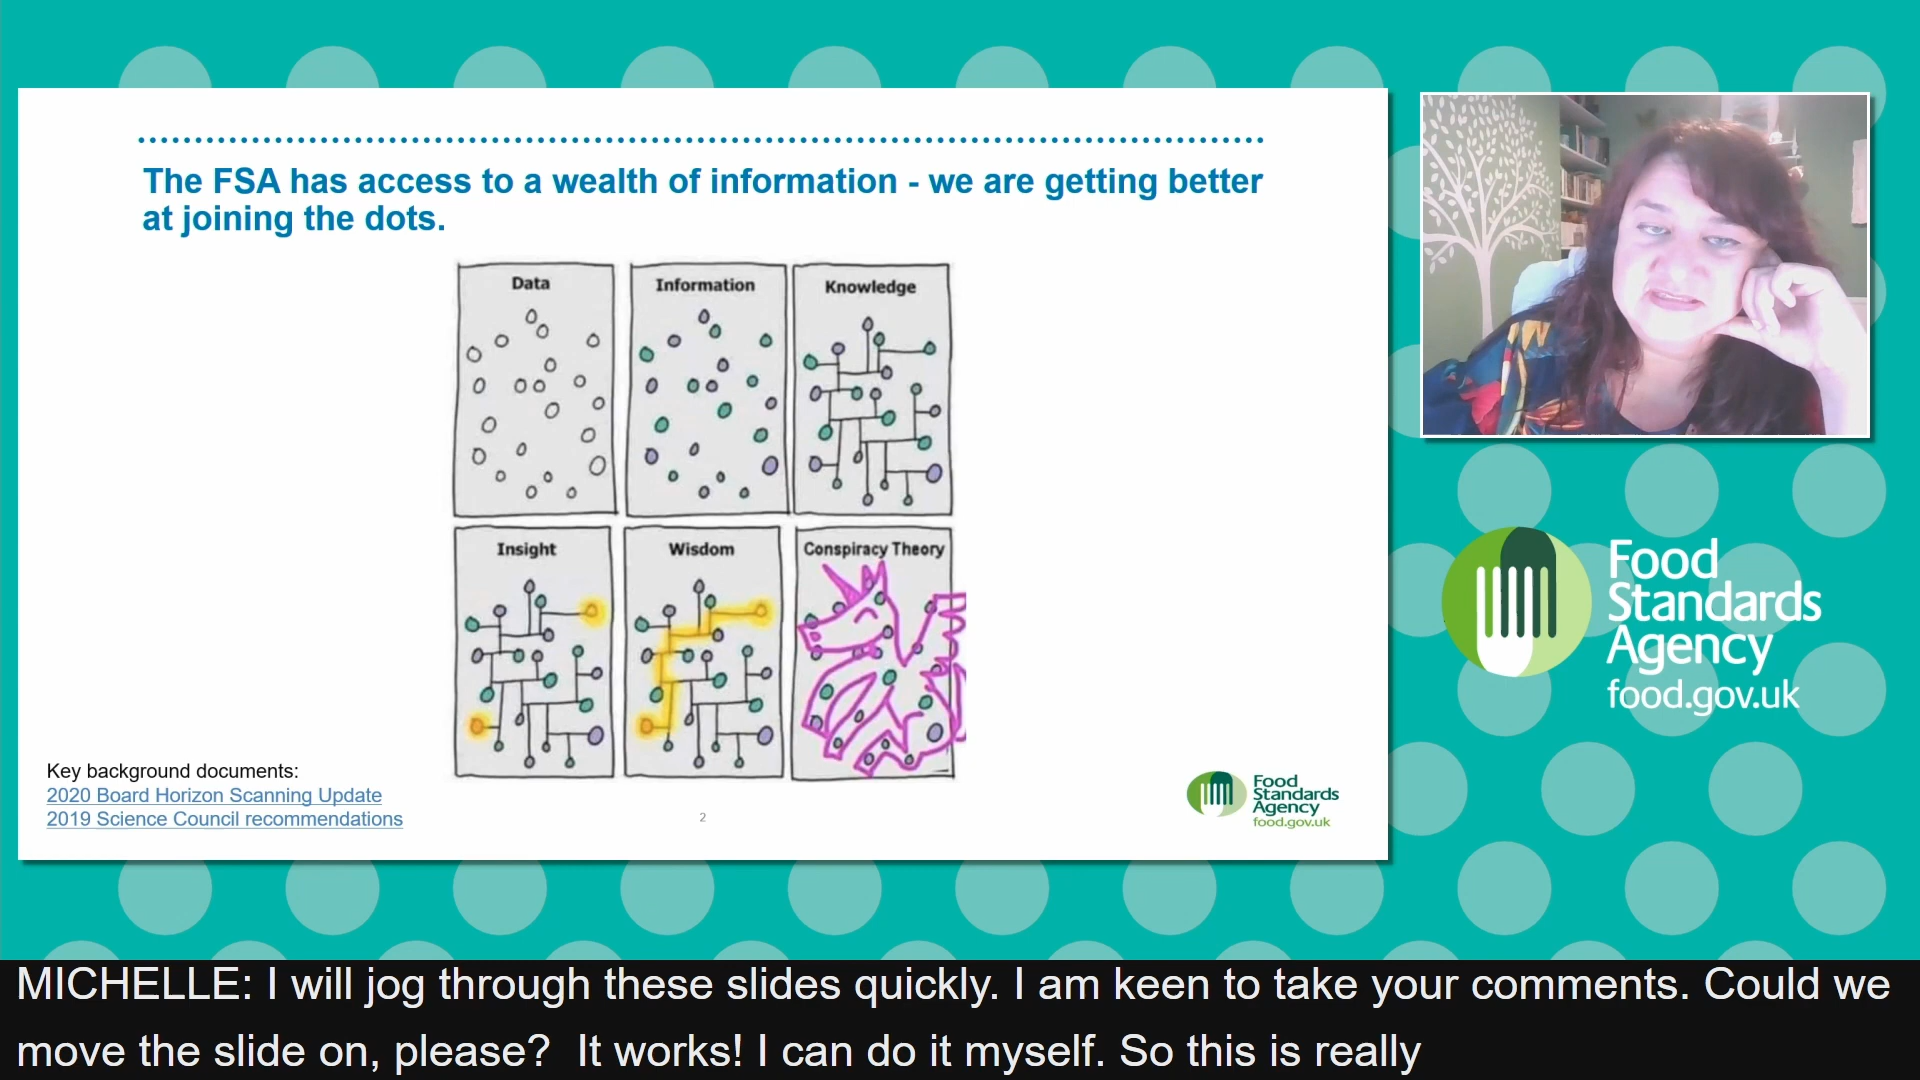 The FSA has access to a wealth of information - we are getting better
at joining the dots.
Data
Information
Knowledge
Insight
Wisdom
Conspiracy Theory
Key background documents:
2020 Board Horizon Scanning Update
2019 Science Council recommendations
2
Food
Standards
Agency
food.gov.uk
Food
Standards
Agency
food.gov.uk
MICHELLE: I will jog through these slides quickly. I am keen to take your comments. Could we
move the slide on, please?  It works! I can do it myself. So this is really